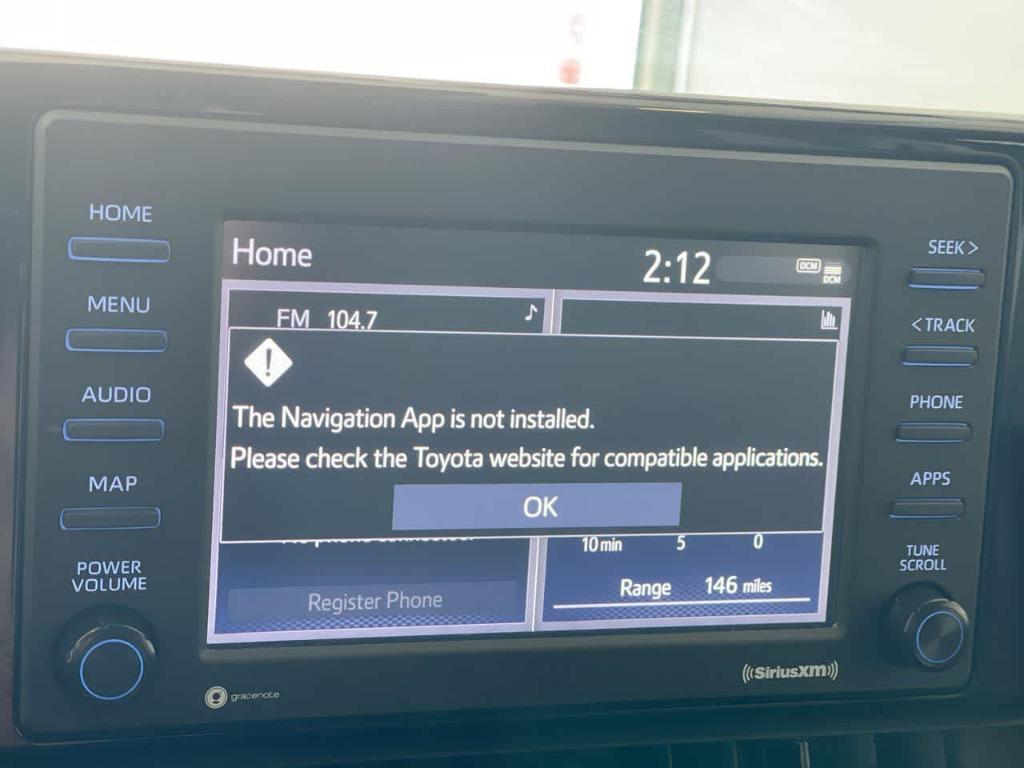 HOME
MENU
AUDIO
MAP
POWER
VOLUME
Home
2:12
DCM
DCM
FM 104.7
!
The Navigation App is not installed.
Please check the Toyota website for compatible applications.
OK
10 min 5 0
Range 146 miles
Register Phone
SEEK >
< TRACK
PHONE
APPS
TUNE
SCROLL
gracenote
((SiriusXM))